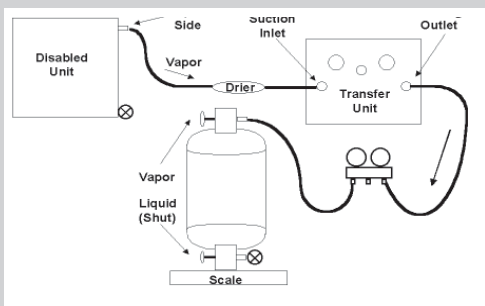 Side
Suction
Inlet
Outlet
Disabled
Unit
Vapor
Drier
Transfer
Unit
Vapor
Liquid
(Shut)
Scale